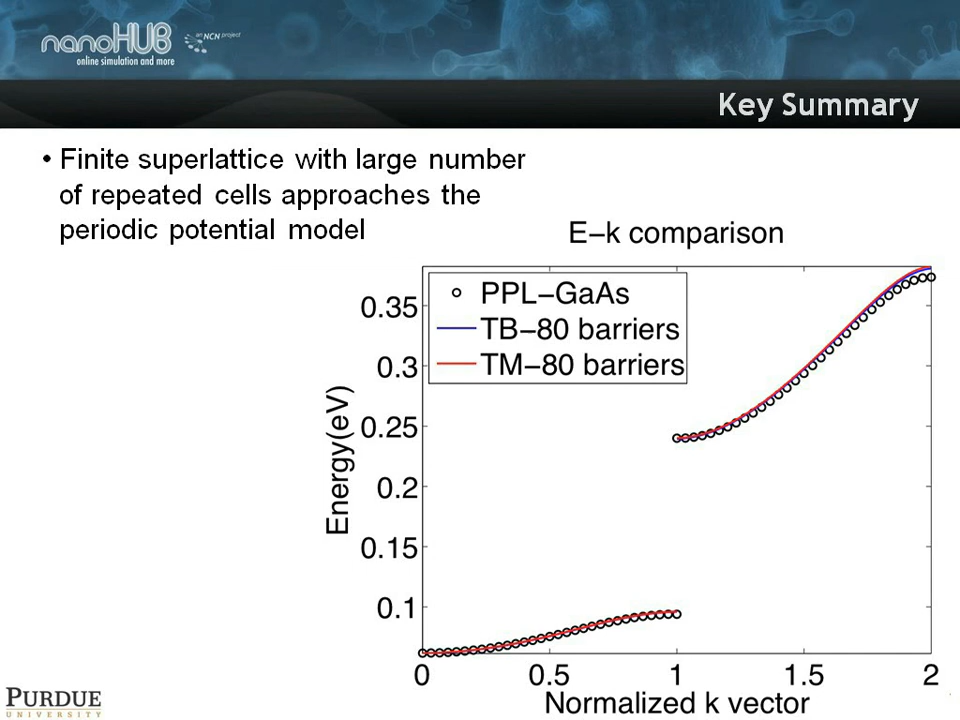 nanoHUB
an NCN project
online simulation and more
Key Summary
• Finite superlattice with large number
of repeated cells approaches the
periodic potential model
E−k comparison
PPL−GaAs
TB−80 barriers
TM−80 barriers
0.35
0.3
0.25
0.2
0.15
0.1
Energy(eV)
0 0.5 1 1.5 2
Normalized k vector
PURDUE
UNIVERSITY